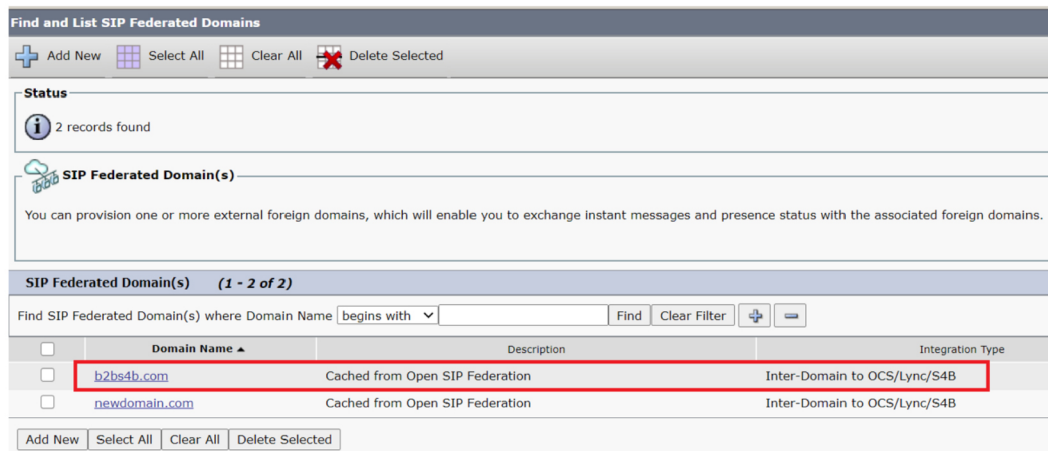 Find and List SIP Federated Domains
Add New Select All Clear All Delete Selected
Status
2 records found
SIP Federated Domain(s)
You can provision one or more external foreign domains, which will enable you to exchange instant messages and presence status with the associated foreign domains.
SIP Federated Domain(s) (1 - 2 of 2)
Find SIP Federated Domain(s) where Domain Name begins with Find Clear Filter
Domain Name Description Integration Type
b2bs4b.com Cached from Open SIP Federation Inter-Domain to OCS/Lync/S4B
newdomain.com Cached from Open SIP Federation Inter-Domain to OCS/Lync/S4B
Add New Select All Clear All Delete Selected